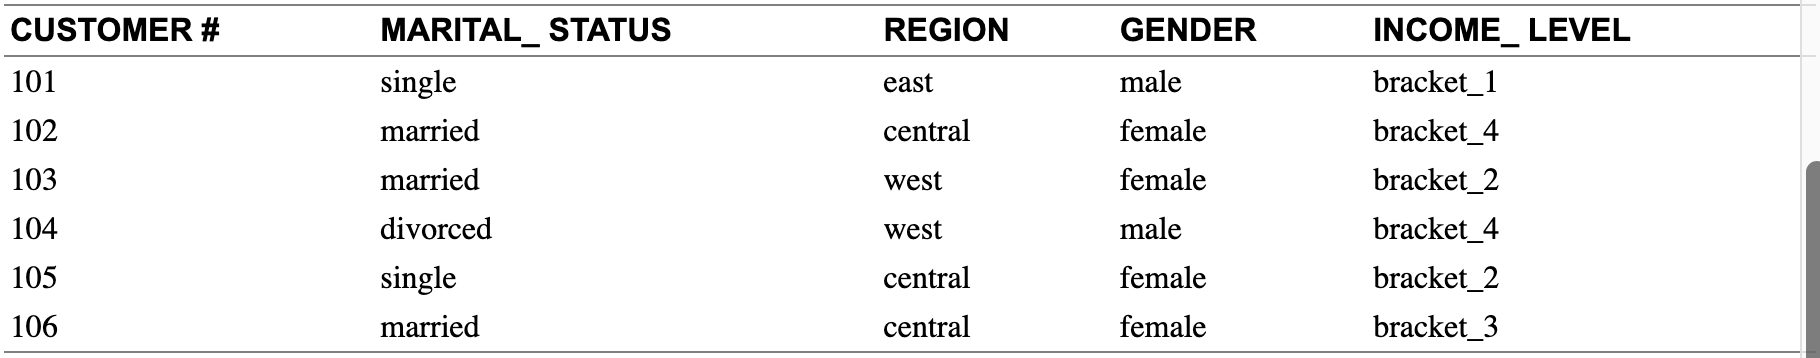 CUSTOMER # MARITAL_ STATUS REGION GENDER INCOME_ LEVEL
101 single east male bracket_1
102 married central female bracket_4
103 married west female bracket_2
104 divorced west male bracket_4
105 single central female bracket_2
106 married central female bracket_3